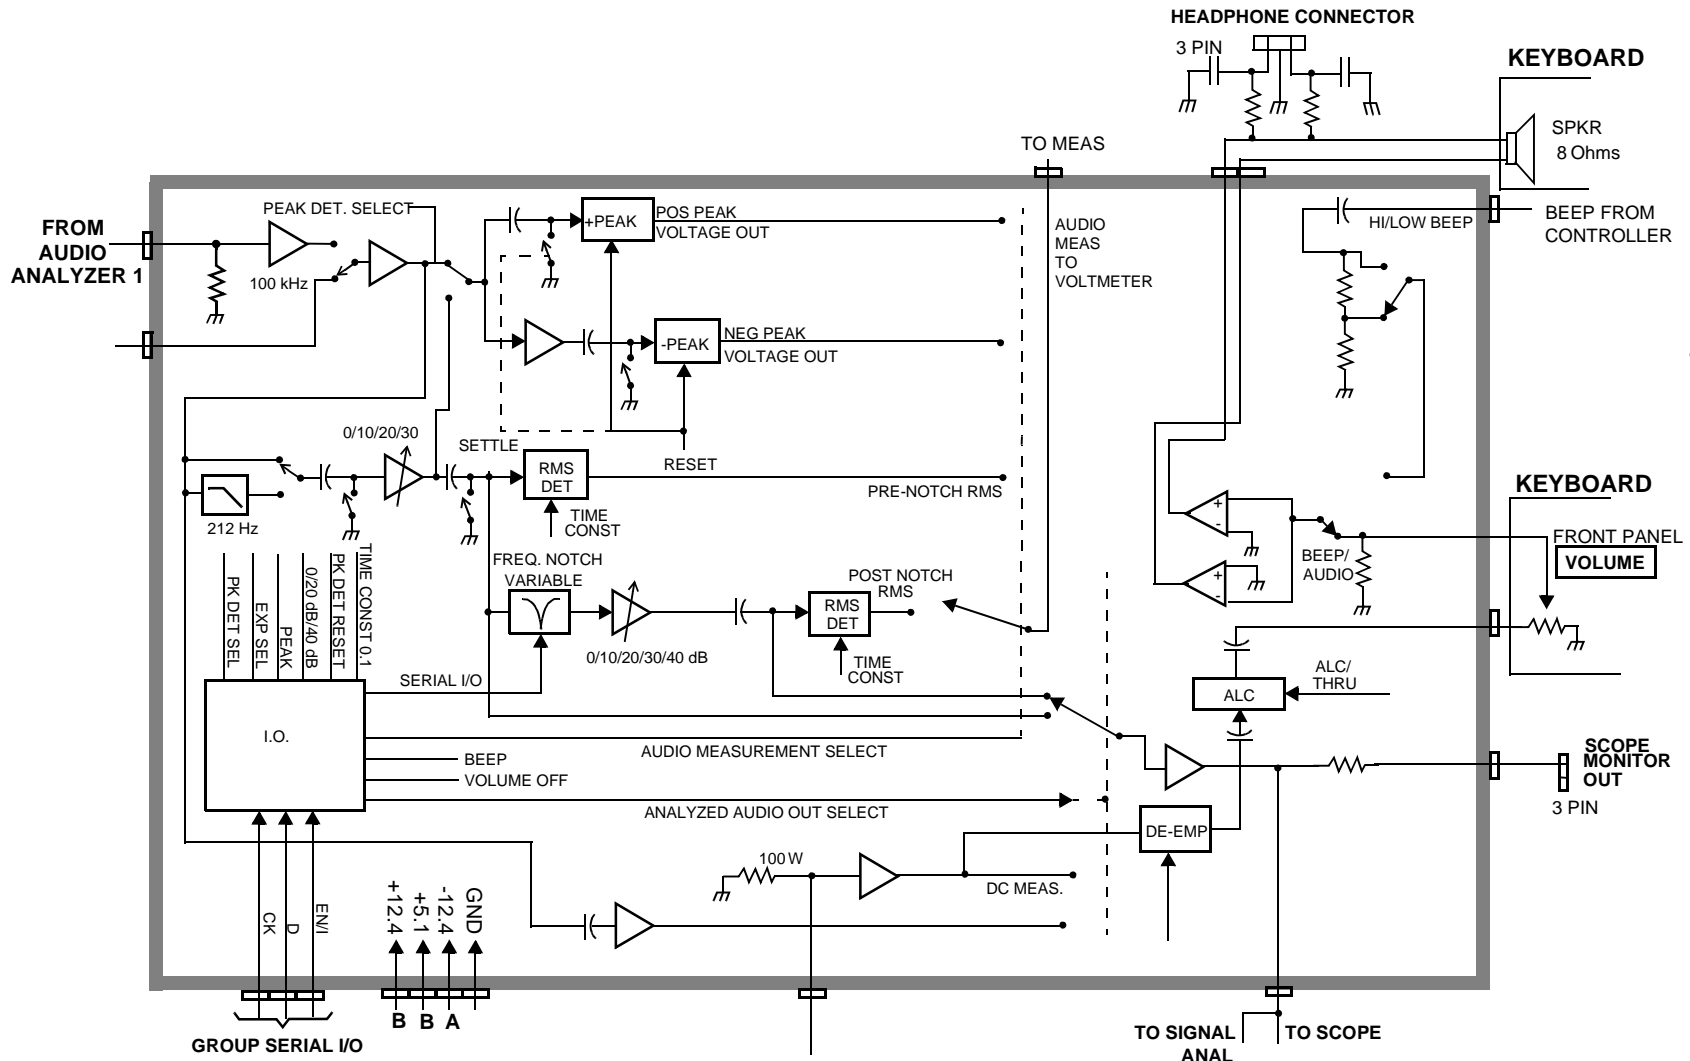 HEADPHONE CONNECTOR
3 PIN
KEYBOARD
SPKR
8 Ohms
TO MEAS
PEAK DET. SELECT
+PEAK
POS PEAK
VOLTAGE OUT
AUDIO
MEAS
TO
VOLTMETER
HI/LOW BEEP
BEEP FROM
CONTROLLER
FROM
AUDIO
ANALYZER 1
100 kHz
-PEAK
NEG PEAK
VOLTAGE OUT
0/10/20/30
SETTLE
RESET
RMS
DET
PRE-NOTCH RMS
TIME
CONST
212 Hz
+
-
+
-
BEEP/
AUDIO
KEYBOARD
FRONT PANEL
VOLUME
PK DET SEL
EXP SEL
PEAK
0/20 dB/40 dB
PK DET RESET
TIME CONST 0.1
FREQ. NOTCH
VARIABLE
POST NOTCH
RMS
RMS
DET
0/10/20/30/40 dB
TIME
CONST
SERIAL I/O
ALC/
THRU
ALC
I.O.
AUDIO MEASUREMENT SELECT
BEEP
VOLUME OFF
ANALYZED AUDIO OUT SELECT
SCOPE
MONITOR
OUT
3 PIN
DE-EMP
100 W
DC MEAS.
CK
D
EN/I
+12.4
+5.1
-12.4
GND
B
B
A
GROUP SERIAL I/O
TO SIGNAL
ANAL
TO SCOPE